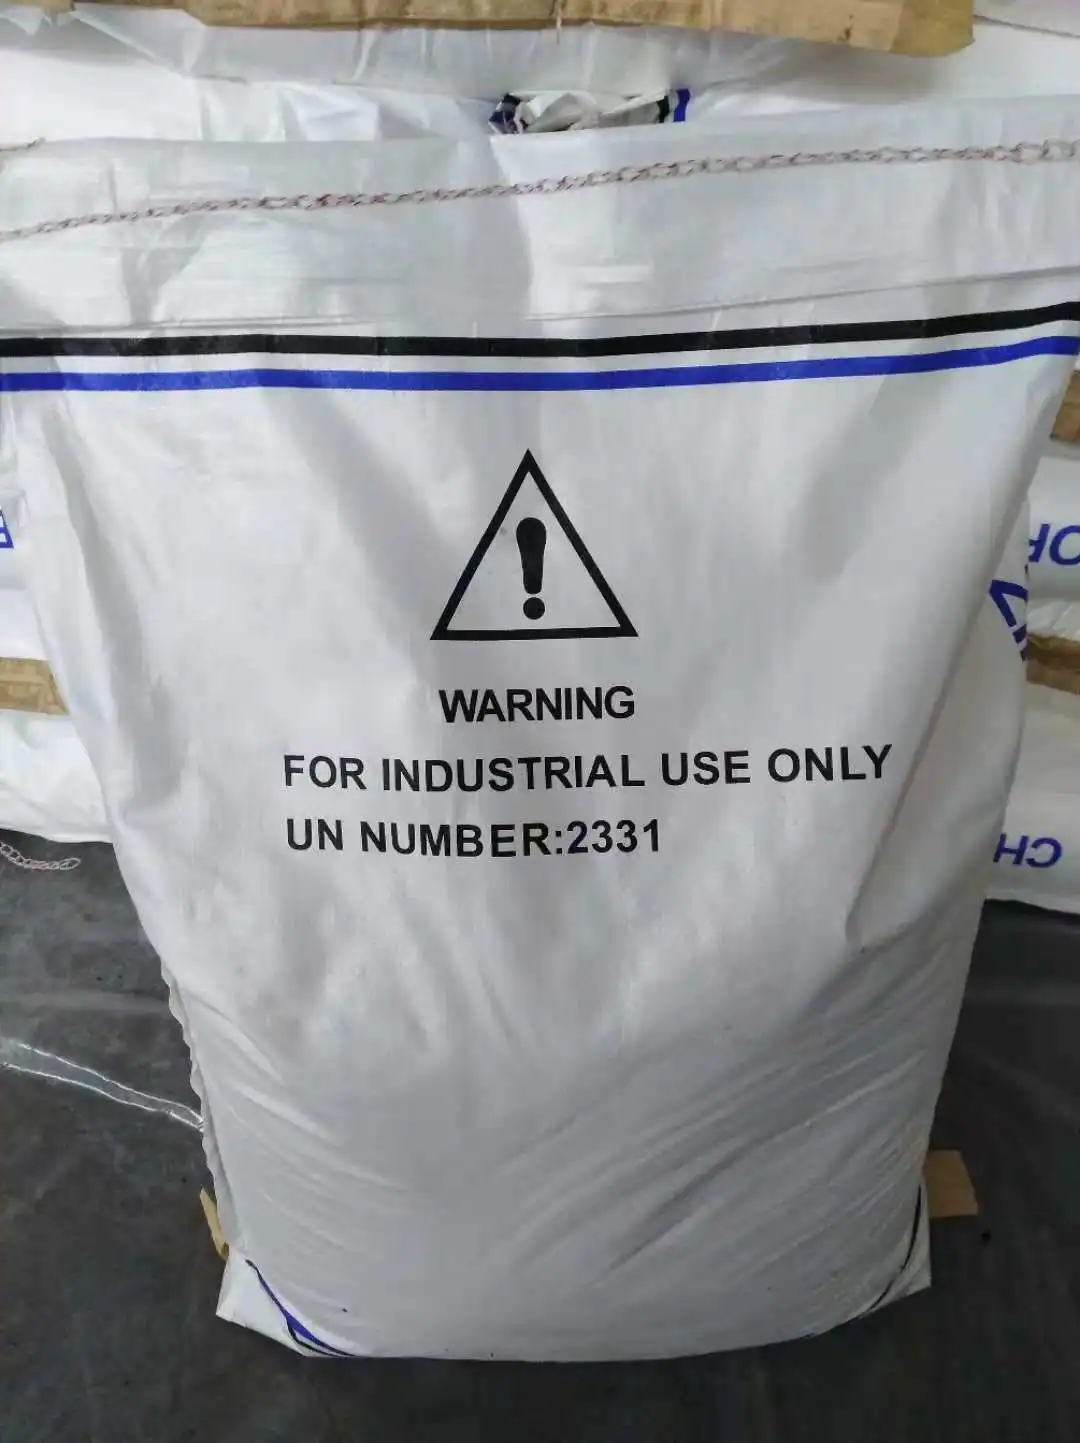 WARNING
FOR INDUSTRIAL USE ONLY
UN NUMBER:2331